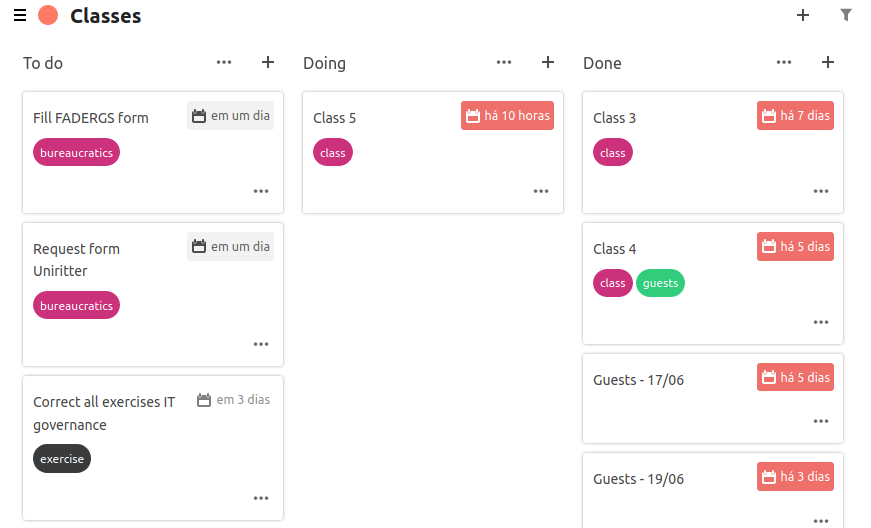 Classes
To do
Fill FADERGS form
em um dia
bureaucratics
Request form
Uniritter
em um dia
bureaucratics
Correct all exercises IT
governance
em 3 dias
exercise
Doing
Class 5
há 10 horas
class
Done
Class 3
há 7 dias
class
Class 4
há 5 dias
class guests
Guests - 17/06
há 5 dias
Guests - 19/06
há 3 dias